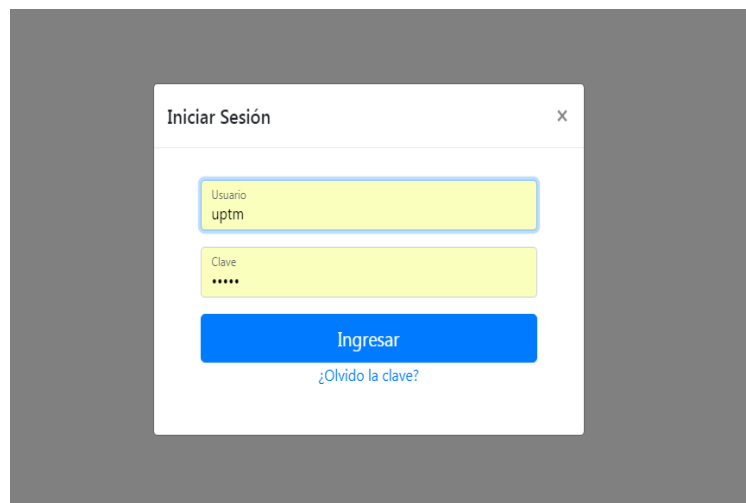 Iniciar Sesión ×
Usuario
uptm
Clave
•••••
Ingresar
¿Olvido la clave?